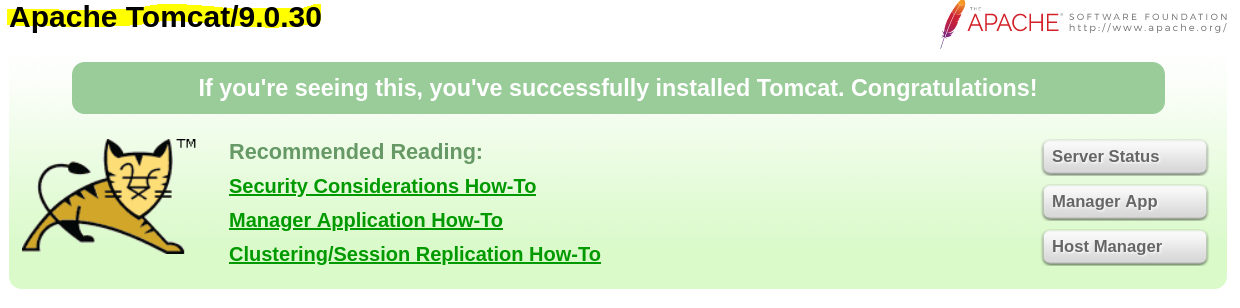 Apache Tomcat/9.0.30
THE
APACHE® SOFTWARE FOUNDATION
http://www.apache.org/
If you're seeing this, you've successfully installed Tomcat. Congratulations!
TM
Recommended Reading:
Security Considerations How-To
Manager Application How-To
Clustering/Session Replication How-To
Server Status
Manager App
Host Manager